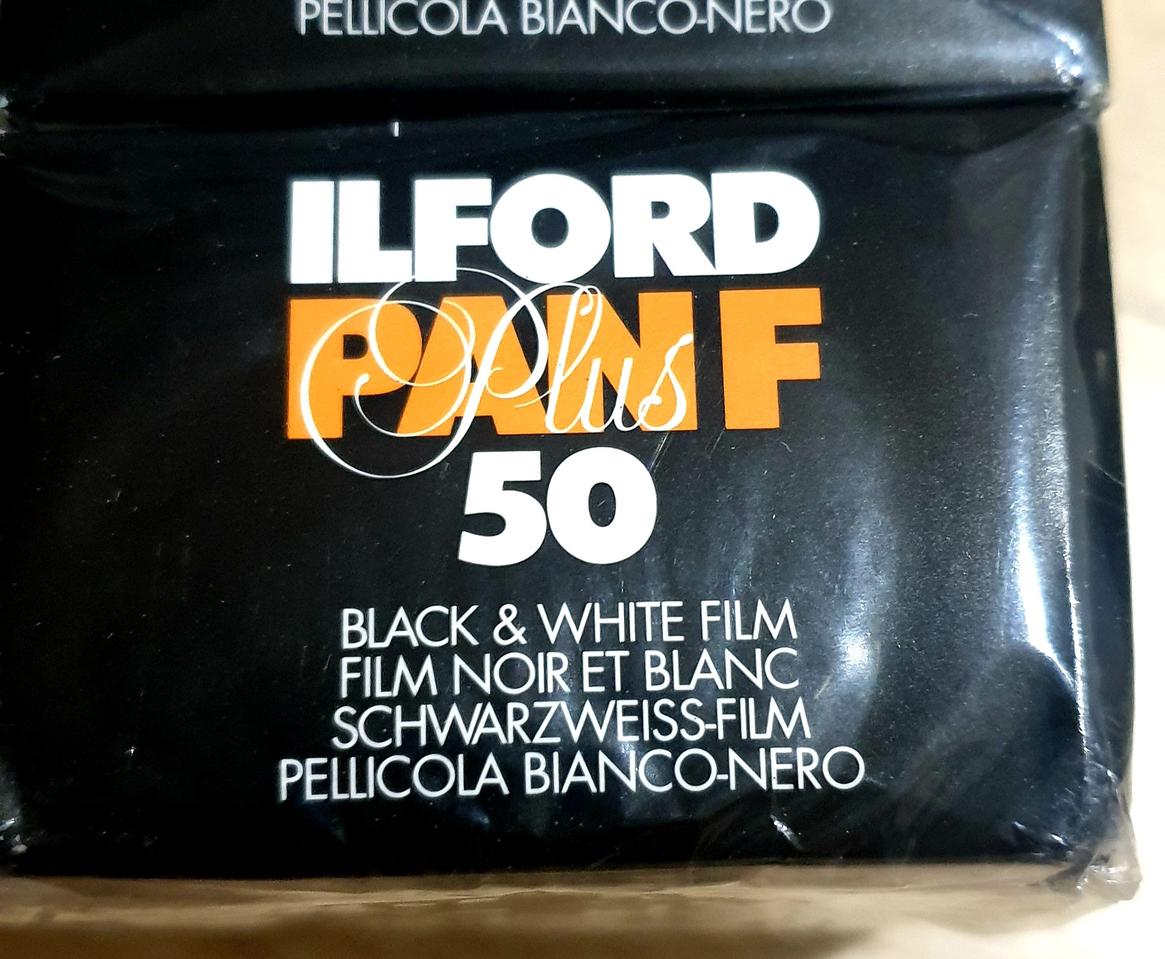 PELLICOLA BIANCO-NERO
ILFORD
PAN F
Plus
50
BLACK & WHITE FILM
FILM NOIR ET BLANC
SCHWARZWEISS-FILM
PELLICOLA BIANCO-NERO